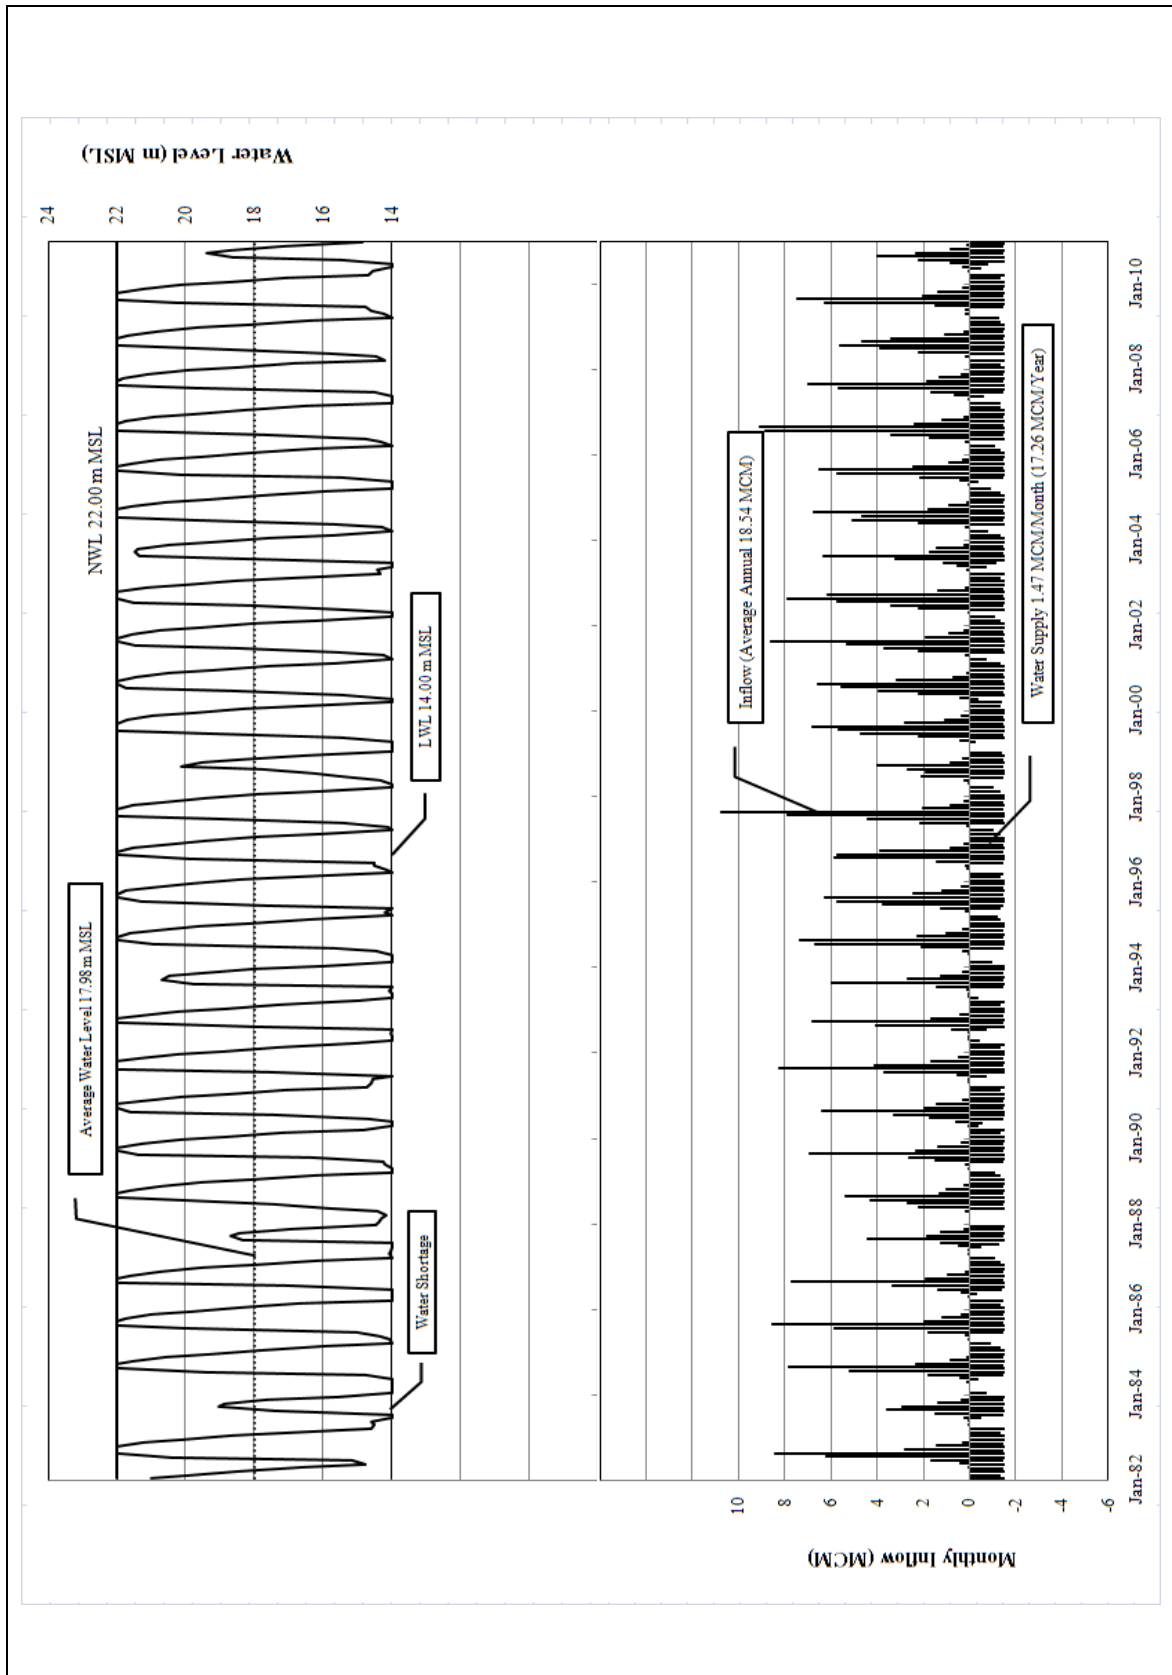 Water Level (m MSL)
24
22
20
18
16
14
NWL 22.00 m MSL
Average Water Level 17.98 m MSL
LWL 14.00 m MSL
Water Shortage
Monthly Inflow (MCM)
10
8
6
4
2
0
-2
-4
-6
Inflow (Average Annual 18.54 MCM)
Water Supply 1.47 MCM/Month (17.26 MCM/Year)
Jan-82
Jan-84
Jan-86
Jan-88
Jan-90
Jan-92
Jan-94
Jan-96
Jan-98
Jan-00
Jan-02
Jan-04
Jan-06
Jan-08
Jan-10